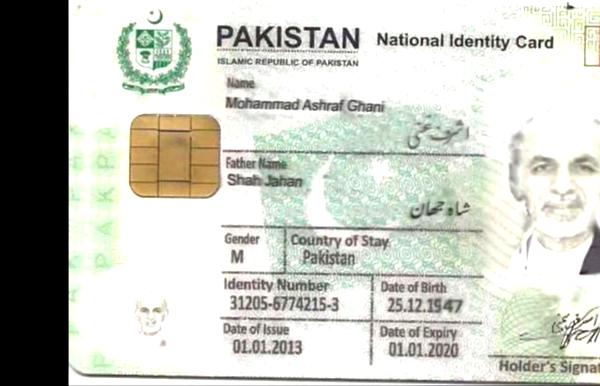 PAKISTAN National Identity Card
ISLAMIC REPUBLIC OF PAKISTAN
Name
Mohammad Ashraf Ghani
اشرف غنی
Father Name
Shah Jahan
شاہ جہان
Gender Country of Stay
M Pakistan
Identity Number Date of Birth
31205-6774215-3 25.12.1947
Date of Issue Date of Expiry
01.01.2013 01.01.2020
Holder's Signat